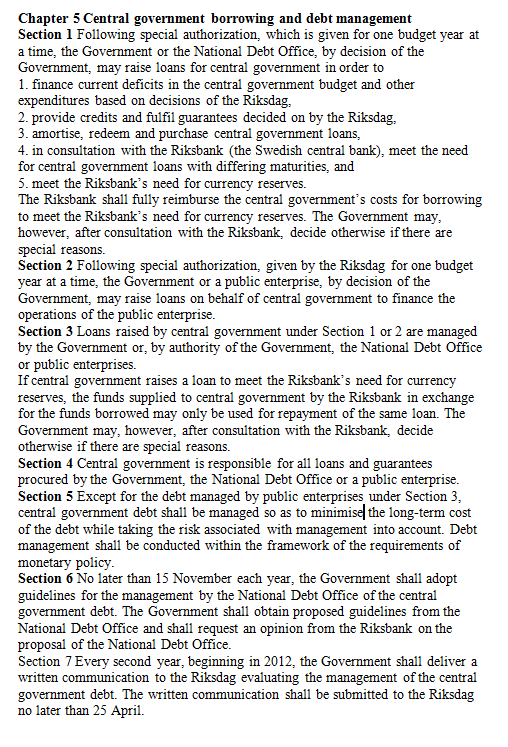 Chapter 5 Central government borrowing and debt management
Section 1 Following special authorization, which is given for one budget year at
a time, the Government or the National Debt Office, by decision of the
Government, may raise loans for central government in order to
1. finance current deficits in the central government budget and other
expenditures based on decisions of the Riksdag,
2. provide credits and fulfil guarantees decided on by the Riksdag,
3. amortise, redeem and purchase central government loans,
4. in consultation with the Riksbank (the Swedish central bank), meet the need
for central government loans with differing maturities, and
5. meet the Riksbank's need for currency reserves.
The Riksbank shall fully reimburse the central government's costs for borrowing
to meet the Riksbank's need for currency reserves. The Government may,
however, after consultation with the Riksbank, decide otherwise if there are
special reasons.
Section 2 Following special authorization, given by the Riksdag for one budget
year at a time, the Government or a public enterprise, by decision of the
Government, may raise loans on behalf of central government to finance the
operations of the public enterprise.
Section 3 Loans raised by central government under Section 1 or 2 are managed
by the Government or, by authority of the Government, the National Debt Office
or public enterprises.
If central government raises a loan to meet the Riksbank's need for currency
reserves, the funds supplied to central government by the Riksbank in exchange
for the funds borrowed may only be used for repayment of the same loan. The
Government may, however, after consultation with the Riksbank, decide
otherwise if there are special reasons.
Section 4 Central government is responsible for all loans and guarantees
procured by the Government, the National Debt Office or a public enterprise.
Section 5 Except for the debt managed by public enterprises under Section 3,
central government debt shall be managed so as to minimise the long-term cost
of the debt while taking the risk associated with management into account. Debt
management shall be conducted within the framework of the requirements of
monetary policy.
Section 6 No later than 15 November each year, the Government shall adopt
guidelines for the management by the National Debt Office of the central
government debt. The Government shall obtain proposed guidelines from the
National Debt Office and shall request an opinion from the Riksbank on the
proposal of the National Debt Office.
Section 7 Every second year, beginning in 2012, the Government shall deliver a
written communication to the Riksdag evaluating the management of the central
government debt. The written communication shall be submitted to the Riksdag
no later than 25 April.